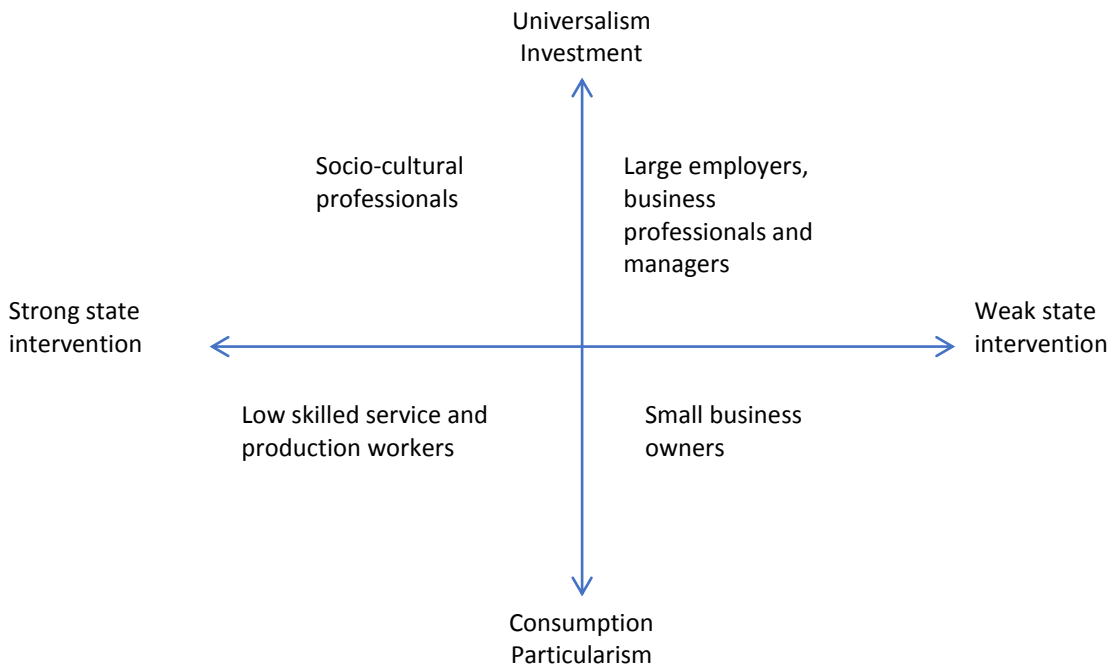 Universalism
Investment
Socio-cultural
professionals
Large employers,
business
professionals and
managers
Strong state
intervention
Weak state
intervention
Low skilled service and
production workers
Small business
owners
Consumption
Particularism